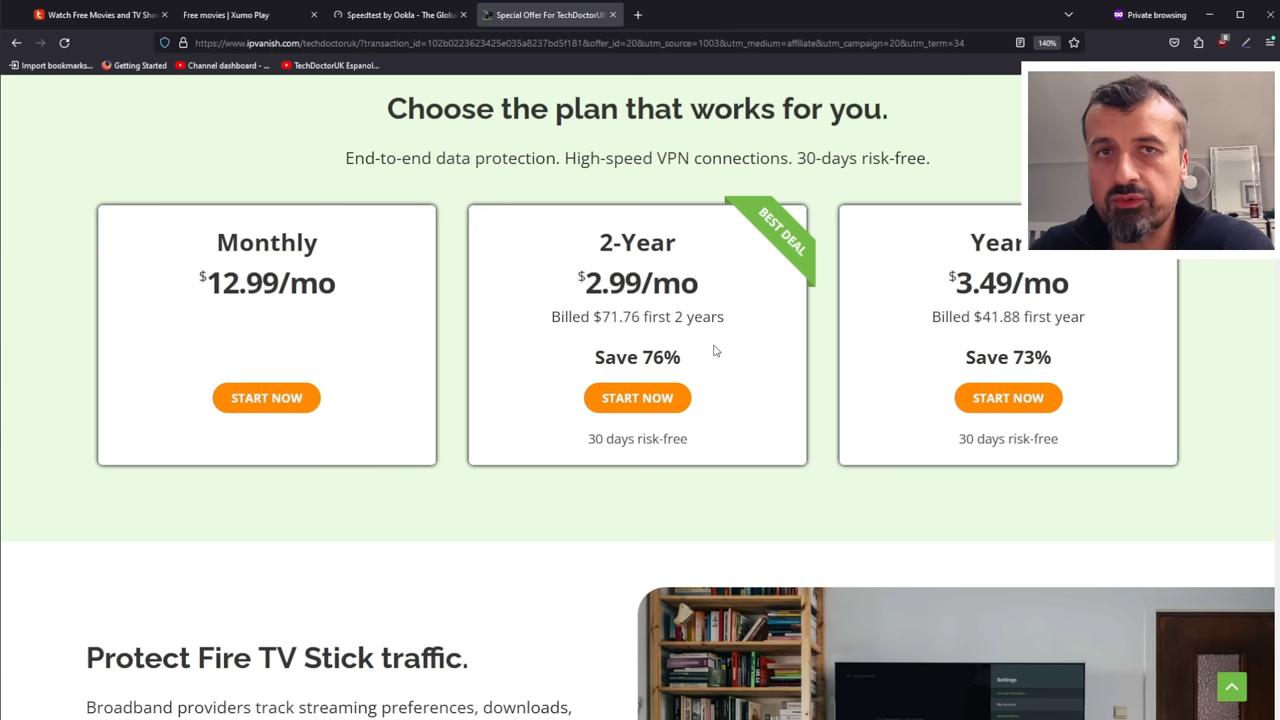 Watch Free Movies and TV Sho
Free movies | Xumo Play
Speedtest by Ookla - The Globa
Special Offer For TechDoctorUK
Private browsing
https://www.ipvanish.com/techdoctoruk/?transaction_id=102b0223623425e035a8237bd5f181&offer_id=20&utm_source=1003&utm_medium=affiliate&utm_campaign=20&utm_term=34
140%
8
Import bookmarks...
Getting Started
Channel dashboard - ...
TechDoctorUK Espanol...
Choose the plan that works for you.
End-to-end data protection. High-speed VPN connections. 30-days risk-free.
Monthly
$12.99/mo
START NOW
BEST DEAL
2-Year
$2.99/mo
Billed $71.76 first 2 years
Save 76%
START NOW
30 days risk-free
Year
$3.49/mo
Billed $41.88 first year
Save 73%
START NOW
30 days risk-free
Protect Fire TV Stick traffic.
Broadband providers track streaming preferences, downloads,
Settings
My Account